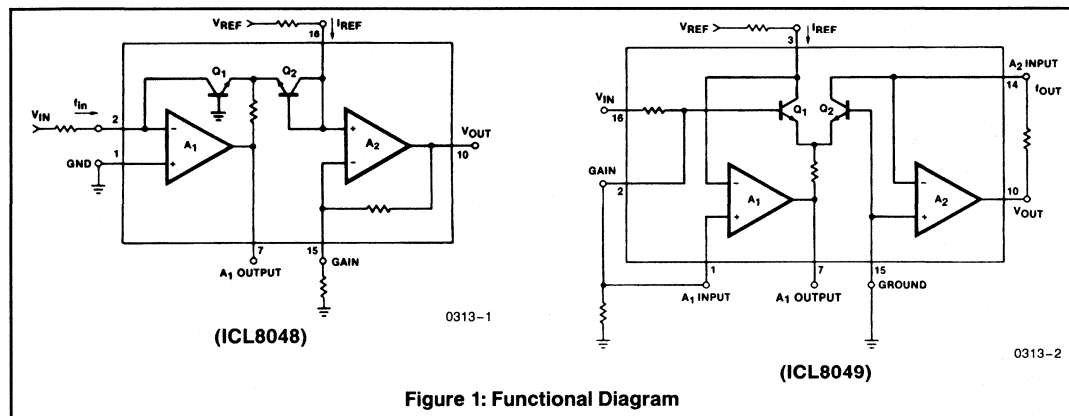 VREF
IREF
16
Q1
Q2
fin
VIN
2
−
A1
+
1
GND
+
A2
−
VOUT
10
7
A1 OUTPUT
15
GAIN
0313–1
(ICL8048)
VREF
IREF
3
A2 INPUT
14
fOUT
VIN
16
Q1
Q2
GAIN
2
−
A1
+
−
A2
+
10
VOUT
1
A1 INPUT
7
A1 OUTPUT
15
GROUND
0313–2
(ICL8049)
Figure 1: Functional Diagram